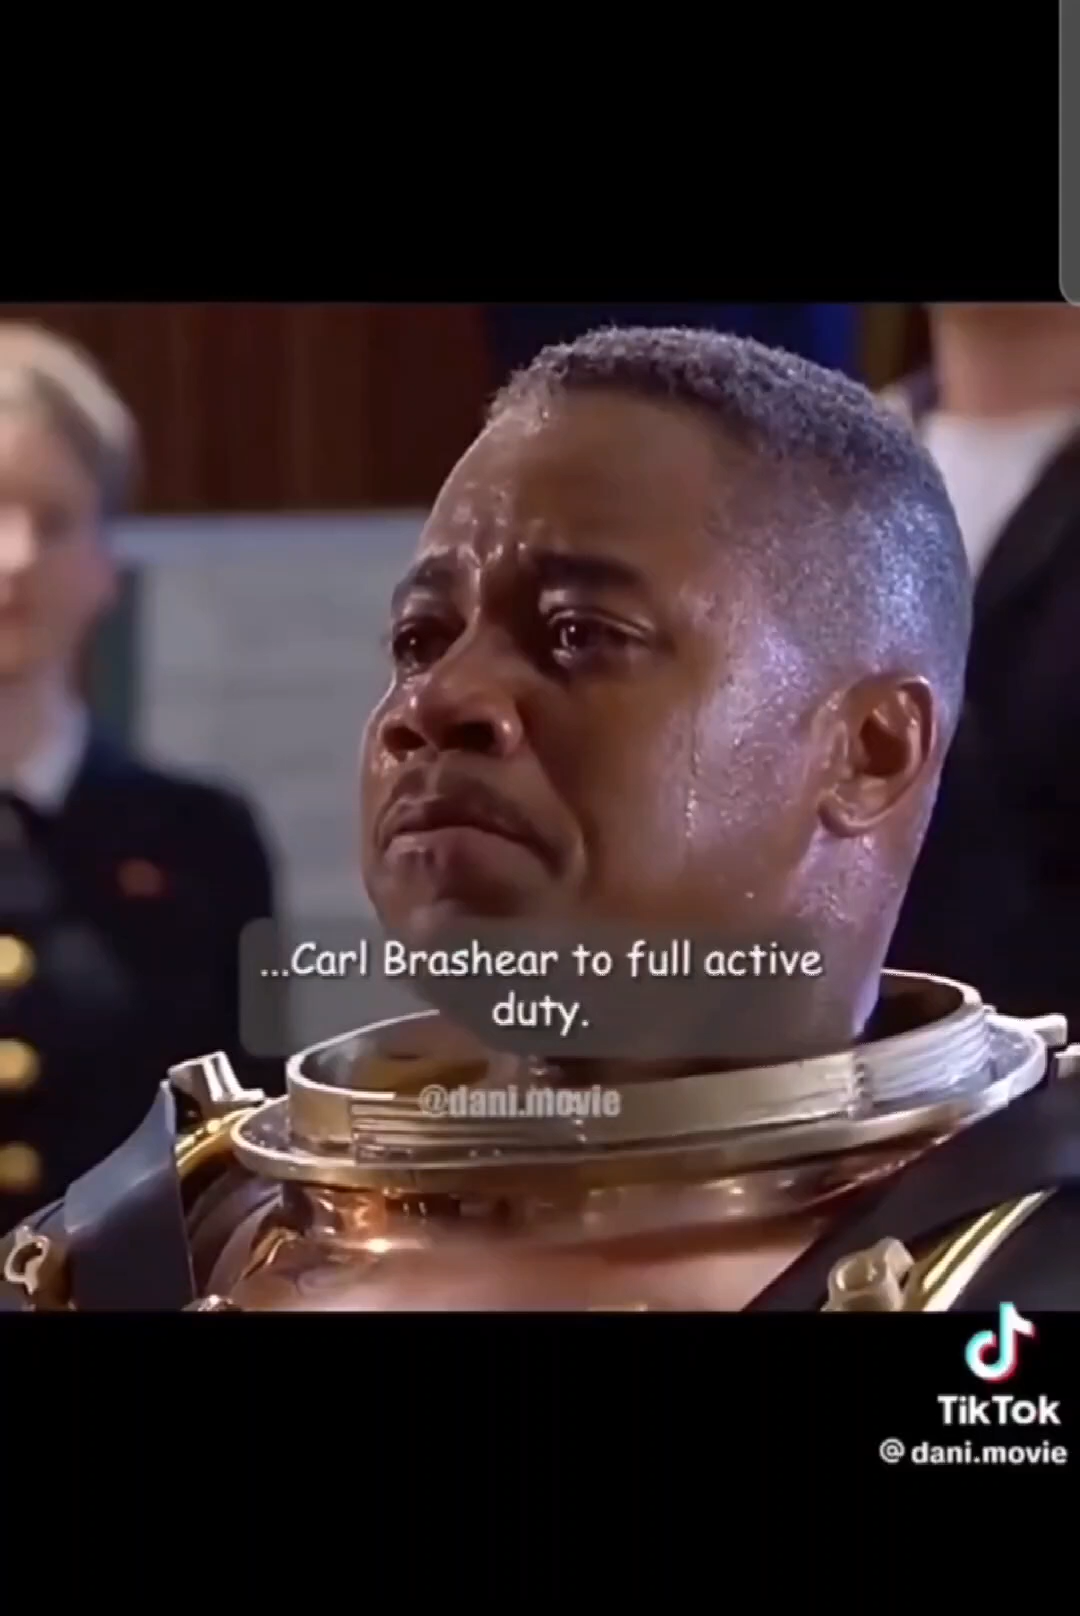 ...Carl Brashear to full active
duty.
@dani.movie
TikTok
@ dani.movie